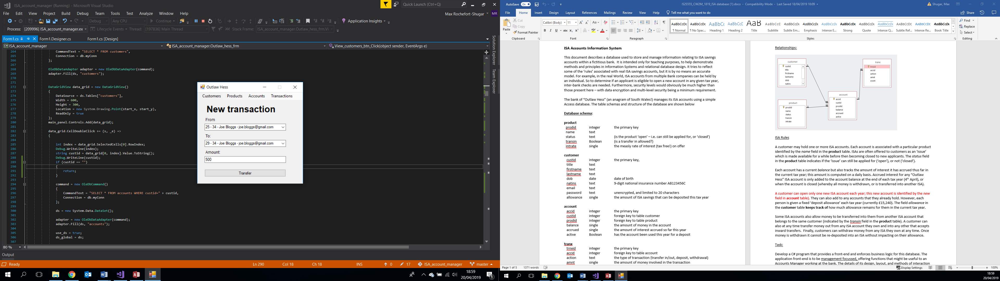 ISA_account_manager (Running) - Microsoft Visual Studio
Quick Launch (Ctrl+Q)
File Edit View Project Build Debug Team Tools Test Analyze Window Help
Max Rochefort-Shugar MR
Debug Any CPU Continue Application Insights
Process: [209996] ISA_account_manager.ex Lifecycle Events Thread: [197836] Main Thread Stack Frame: ISA_account_manager.Outlaw_hess_frm.Vi
Form1.cs Form1.Designer.cs Form1.cs [Design]
ISA_account_manager ISA_account_manager.Outlaw_hess_frm View_customers_btn_Click(object sender, EventArgs e)
264 CommandText = "SELECT * FROM customers",
265 Connection = db.myConn
266 };
267
268 OleDbDataAdapter adapter = new OleDbDataAdapter(command);
269 adapter.Fill(ds, "customers");
270
271
272 DataGridView data_grid = new DataGridView()
273 {
274 DataSource = ds.Tables["customers"],
275 Width = 600,
276 Height = 300,
277 Location = new System.Drawing.Point(start_x, start_y),
278 ReadOnly = true
279 };
280 main_panel.Controls.Add(data_grid);
281
282 data_grid.CellDoubleClick += (s, _e) =>
283 {
284
285 int index = data_grid.SelectedCells[0].RowIndex;
286 Debug.WriteLine(index);
287 string custid = data_grid[0, index].Value.ToString();
288 Debug.WriteLine(custid);
289 if (custid == "")
290 {
291 return;
292 }
293
294 command = new OleDbCommand()
295 {
296 CommandText = "SELECT * FROM accounts WHERE custid=" + custid,
297 Connection = db.myConn
298 };
299
300 ds = new System.Data.DataSet();
301
302 adapter = new OleDbDataAdapter(command);
303 adapter.Fill(ds, "accounts");
304
305 use_ds = true;
306 ds_global = ds;
307
80 %
Solution Explorer
Team Explorer
Output
Ready Ln 290 Col 18 Ch 18 INS 0 17 ISA_account_manager master
18:59
20/04/2019
1
Outlaw Hess
Customers Products Accounts Transactions
New transaction
From
25 - 34 - Joe Bloggs - joe.bloggs@gmail.com
To:
29 - 34 - Joe Bloggs - joe.bloggs@gmail.com
Amount:
500
Transfer
AutoSave On IS2S555_CW2M_1819_ISA database (1).docx - Compatibility Mode - Last Saved 18/04/2019 10:09 Shugar, Max
File Home Insert Design Layout References Mailings Review View Help Tell me what you want to do Share
Paste
Cut
Copy
Format Painter
Calibri (Body) 11
AaBbCcDc AaBbCcDc AaBbCc AaBbCcD AaB AaBbCcD AaBbCcDc AaBbCcDc AaBbCcDc AaBbCcDc AaBbCcDc AaBbCcDc AaBbCcDc AaBbCcDc AaBbCcDc
¶ Normal ¶ No Spac... Heading 1 Heading 2 Title Subtitle Subtle Em... Emphasis Intense E... Strong Quote Intense Q... Subtle Ref... Intense Re... Book Title
Find
Replace
Select
Clipboard Font Paragraph Styles Editing
ISA Accounts Information System
This document describes a database used to store and manage information relating to ISA savings
accounts within a fictitious bank. It is intended only for teaching purposes, to help demonstrate
methods and principles in Information Systems and relational database design. It tries to reflect
some of the ‘rules’ associated with real ISA savings accounts, but it is by no means an accurate
model. For example, in the real World, ISA accounts from multiple Bank companies can be held by
an individual. So to determine if an applicant is eligible to open a new account in any given tax year,
inter-bank checks are needed. Furthermore, security levels would obviously be much higher than
those present here – with data encryption and multi-level security being a minimum requirement.
The bank of “Outlaw Hess” (an anagram of South Wales!) manages its ISA accounts using a simple
Access database. The table schemas and structure of the database are shown below
Database schema:
product
prodid integer the primary key
name text
status text (is the product ‘open’ – i.e. can still be applied for, or ‘closed’)
transin Boolean (is a transfer in allowed?)
intrate single the measly rate of interest (tax free!) on offer
customer
custid integer the primary key,
title text
firstname text
lastname text
dob date date of birth
natins text 9-digit national insurance number AB123456C
email text
password text unencrypted, and limited to 20 characters
allowance single the amount of ISA savings that can be deposited this tax year
account
accid integer the primary key
custid integer foreign key to table customer
prodid integer foreign key to table product
balance single the amount of money in the account
accrued single the amount of interest accrued so far this year
active Boolean has the account been used this year for a deposit
tranx
trnxid integer the primary key
accid integer foreign key to table account
action text the type of transaction (transfer in/out, deposit, withdrawal)
amnt single the amount of money involved in the transaction
Relationships:
customer
custid
title
firstname
lastname
dob
natins
tranx
trnxid
accid
action
amnt
event
account
accid
custid
prodid
balance
accrued
active
product
prodid
name
status
transin
intrate
ISA Rules
A customer may hold one or more ISA accounts. Each account is associated with a particular product
identified by the name field in the product table. ISAs are often offered to customers as an ‘issue’
which is made available for a while before then becoming closed to new applicants. The status field
in the product table indicates if the ‘issue’ can still be applied for (‘open’), or not (‘closed’).
Each account has a current balance but also tracks the amount of interest it has accrued thus far in
the current tax year; this amount is computed on a daily basis. Accrued interest for any “Outlaw
Hess” ISA account is only added to the account balance at the end of each tax year (4th April), or
when the account is closed (whereby all money is withdrawn, or is transferred into another ISA).
A customer can open only one new ISA account each year; this new account is identified by the new
field in account table). They can also add to any accounts that they already hold. However, each
person is given a fixed ‘deposit allowance’ each tax year (currently £15,240). The field allowance in
the customer table keeps track of how much allowance remains for them in the current tax year.
Some ISA accounts also allow money to be transferred into them from another ISA account that
belongs to the same customer (indicated by the transin field in the product table). A customer can
also at any time transfer money out from any ISA account they own and into any other that accepts
inward transfers. Finally, customers can withdraw money from any ISA they own at any time. Once
money is withdrawn it cannot be re-deposited into an ISA without impacting on their allowance.
Task:
Develop a C# program that provides a front-end and enforces business logic for this database. The
application front-end is to be management focussed, offering functions that might be useful to an
Accounts Manager working at the bank. The details of its design, layout, and methods of interaction
Page 1 of 5 1371 words Display Settings 100%
18:59
20/04/2019